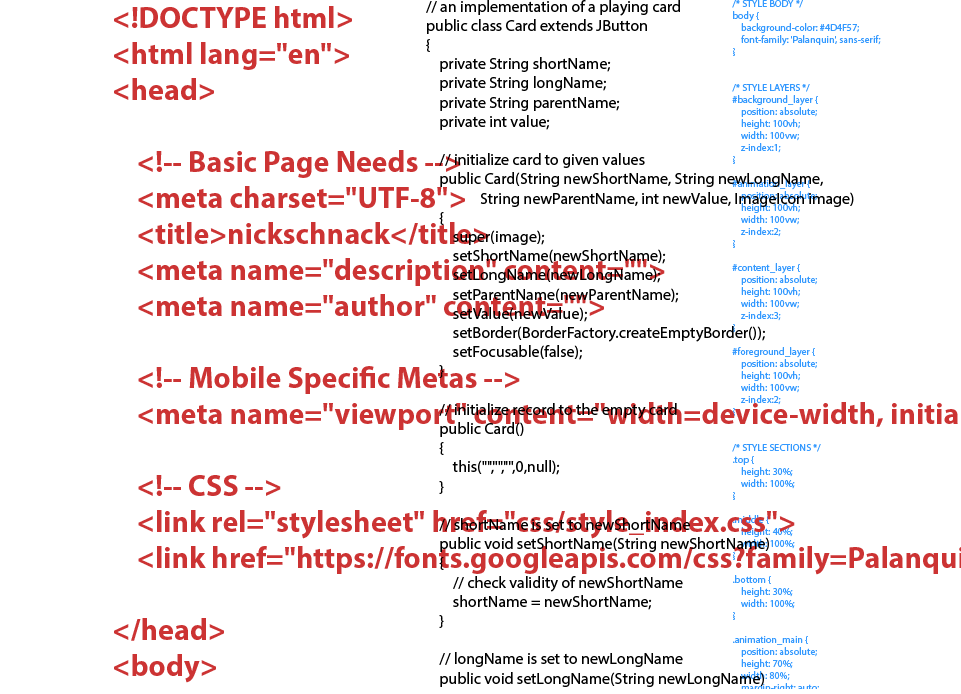 <!DOCTYPE html>
<html lang="en">
<head>
<!-- Basic Page Needs -->
<meta charset="UTF-8">
<title>nickschnack</title>
<meta name="description" content="">
<meta name="author" content="">
<!-- Mobile Specific Metas -->
<meta name="viewport" content="width=device-width, initia
<!-- CSS -->
<link rel="stylesheet" href="css/style_index.css">
<link href="https://fonts.googleapis.com/css?family=Palanqui
</head>
<body>
// an implementation of a playing card
public class Card extends JButton
{
private String shortName;
private String longName;
private String parentName;
private int value;
// initialize card to given values
public Card(String newShortName, String newLongName,
String newParentName, int newValue, ImageIcon image)
{
super(image);
setShortName(newShortName);
setLongName(newLongName);
setParentName(newParentName);
setValue(newValue);
setBorder(BorderFactory.createEmptyBorder());
setFocusable(false);
}
// initialize record to the empty card
public Card()
{
this("","","",0,null);
}
// shortName is set to newShortName
public void setShortName(String newShortName)
{
// check validity of newShortName
shortName = newShortName;
}
// longName is set to newLongName
public void setLongName(String newLongName)
/* STYLE BODY */
body {
background-color: #4D4F57;
font-family: 'Palanquin', sans-serif;
}
/* STYLE LAYERS */
#background_layer {
position: absolute;
height: 100vh;
width: 100vw;
z-index:1;
}
#animation_layer {
position: absolute;
height: 100vh;
width: 100vw;
z-index:2;
}
#content_layer {
position: absolute;
height: 100vh;
width: 100vw;
z-index:3;
}
#foreground_layer {
position: absolute;
height: 100vh;
width: 100vw;
z-index:2;
}
/* STYLE SECTIONS */
.top {
height: 30%;
width: 100%;
}
.middle {
height: 40%;
width: 100%;
}
.bottom {
height: 30%;
width: 100%;
}
.animation_main {
position: absolute;
height: 70%;
width: 80%;
margin-right: auto;